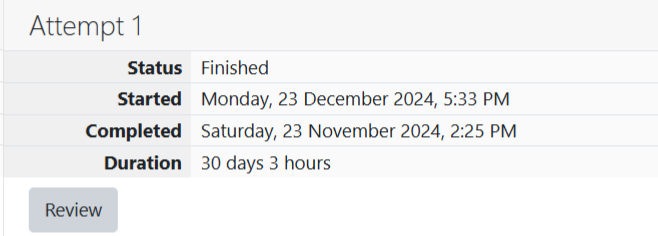 Attempt 1
Status Finished
Started Monday, 23 December 2024, 5:33 PM
Completed Saturday, 23 November 2024, 2:25 PM
Duration 30 days 3 hours
Review